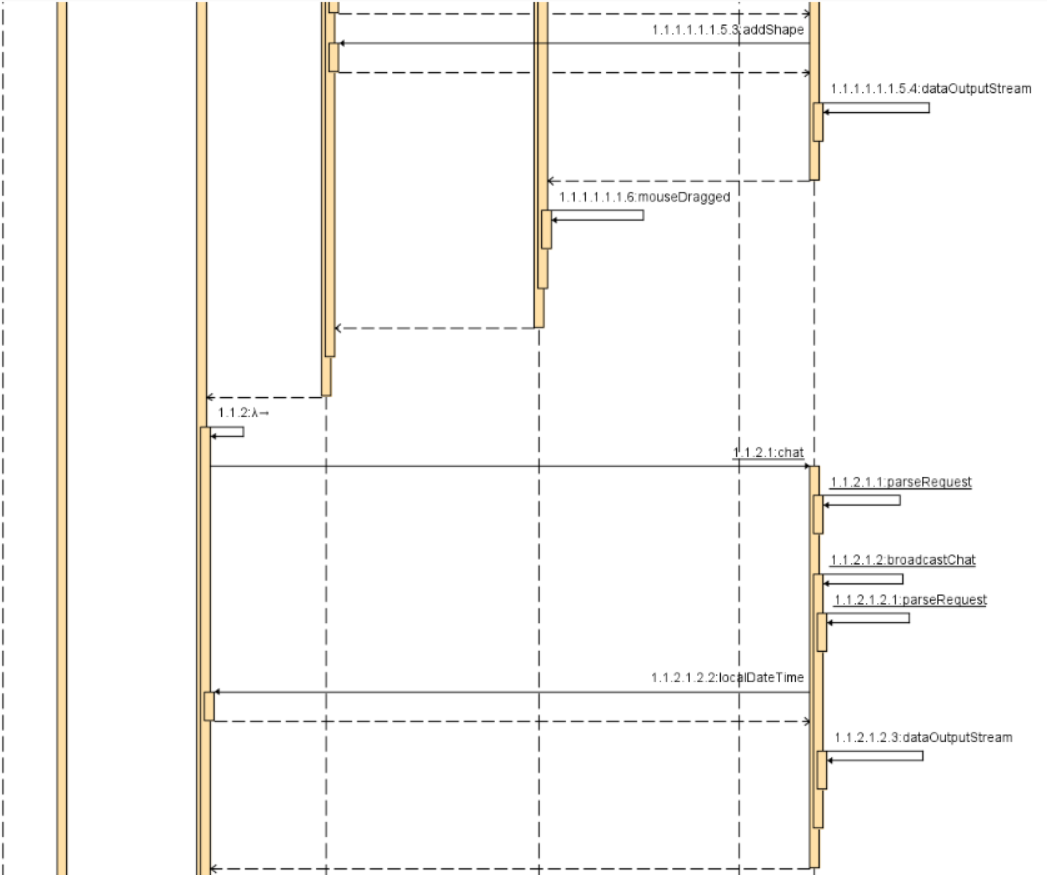 1.1.1.1.1.1.5.3:addShape
1.1.1.1.1.1.5.4:dataOutputStream
1.1.1.1.1.1.6:mouseDragged
1.1.2:λ→
1.1.2.1:chat
1.1.2.1.1:parseRequest
1.1.2.1.2:broadcastChat
1.1.2.1.2.1:parseRequest
1.1.2.1.2.2:localDateTime
1.1.2.1.2.3:dataOutputStream